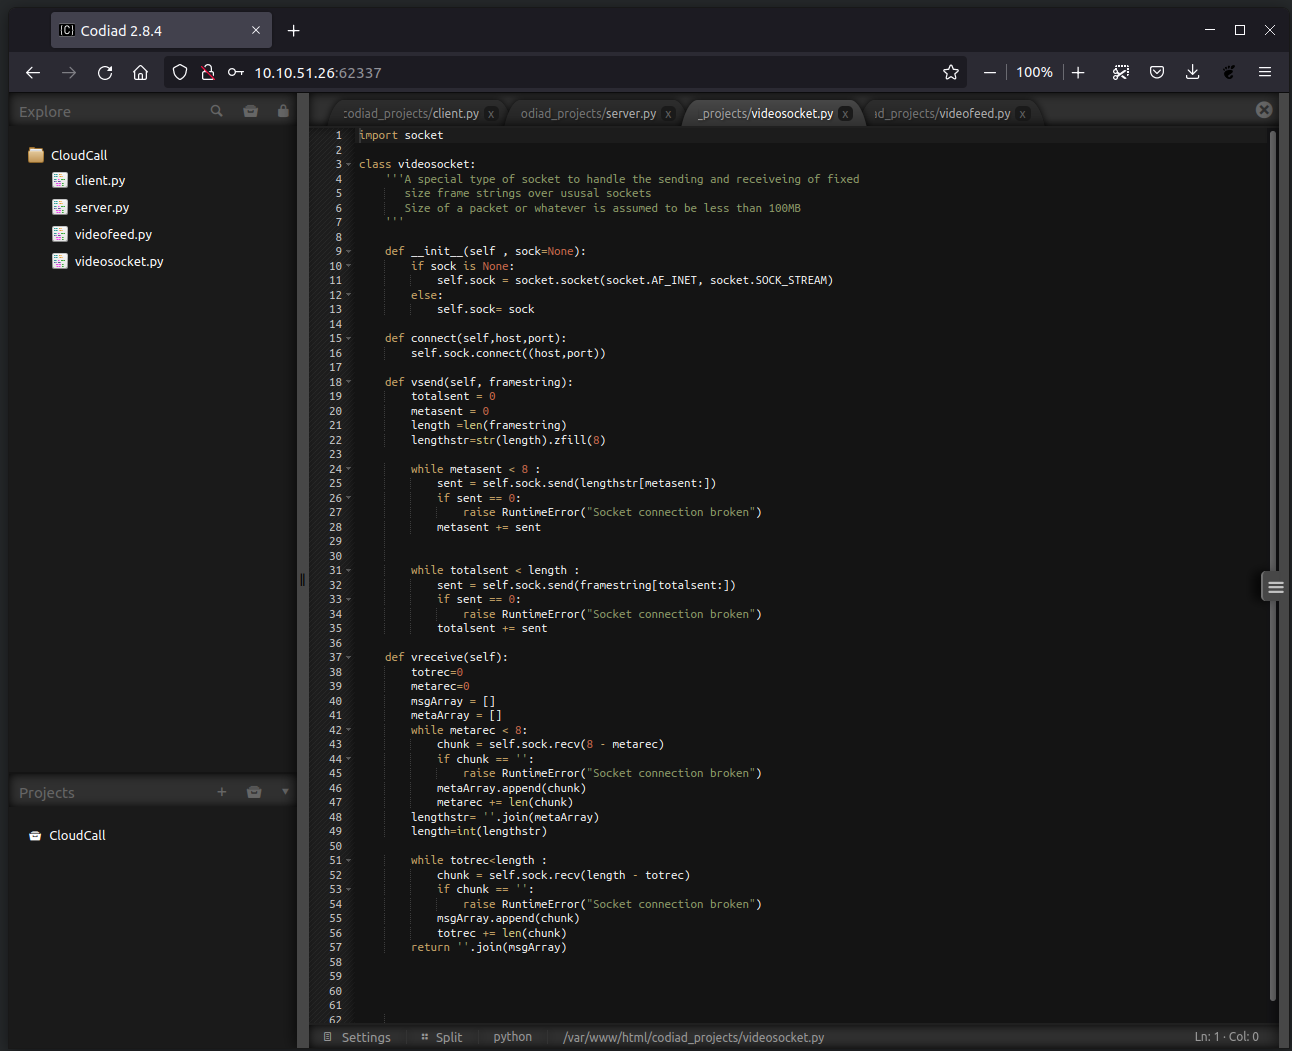 Codiad 2.8.4
10.10.51.26:62337
100%
Explore
CloudCall
client.py
server.py
videofeed.py
videosocket.py
Projects
CloudCall
codiad_projects/client.py x
odiad_projects/server.py x
_projects/videosocket.py x
ad_projects/videofeed.py x
1 import socket
2
3 class videosocket:
4 '''A special type of socket to handle the sending and receiveing of fixed
5 size frame strings over ususal sockets
6 Size of a packet or whatever is assumed to be less than 100MB
7 '''
8
9 def __init__(self , sock=None):
10 if sock is None:
11 self.sock = socket.socket(socket.AF_INET, socket.SOCK_STREAM)
12 else:
13 self.sock= sock
14
15 def connect(self,host,port):
16 self.sock.connect((host,port))
17
18 def vsend(self, framestring):
19 totalsent = 0
20 metasent = 0
21 length =len(framestring)
22 lengthstr=str(length).zfill(8)
23
24 while metasent < 8 :
25 sent = self.sock.send(lengthstr[metasent:])
26 if sent == 0:
27 raise RuntimeError("Socket connection broken")
28 metasent += sent
29
30
31 while totalsent < length :
32 sent = self.sock.send(framestring[totalsent:])
33 if sent == 0:
34 raise RuntimeError("Socket connection broken")
35 totalsent += sent
36
37 def vreceive(self):
38 totrec=0
39 metarec=0
40 msgArray = []
41 metaArray = []
42 while metarec < 8:
43 chunk = self.sock.recv(8 - metarec)
44 if chunk == '':
45 raise RuntimeError("Socket connection broken")
46 metaArray.append(chunk)
47 metarec += len(chunk)
48 lengthstr= ''.join(metaArray)
49 length=int(lengthstr)
50
51 while totrec<length :
52 chunk = self.sock.recv(length - totrec)
53 if chunk == '':
54 raise RuntimeError("Socket connection broken")
55 msgArray.append(chunk)
56 totrec += len(chunk)
57 return ''.join(msgArray)
58
59
60
61
62
Settings Split python /var/www/html/codiad_projects/videosocket.py Ln: 1 · Col: 0